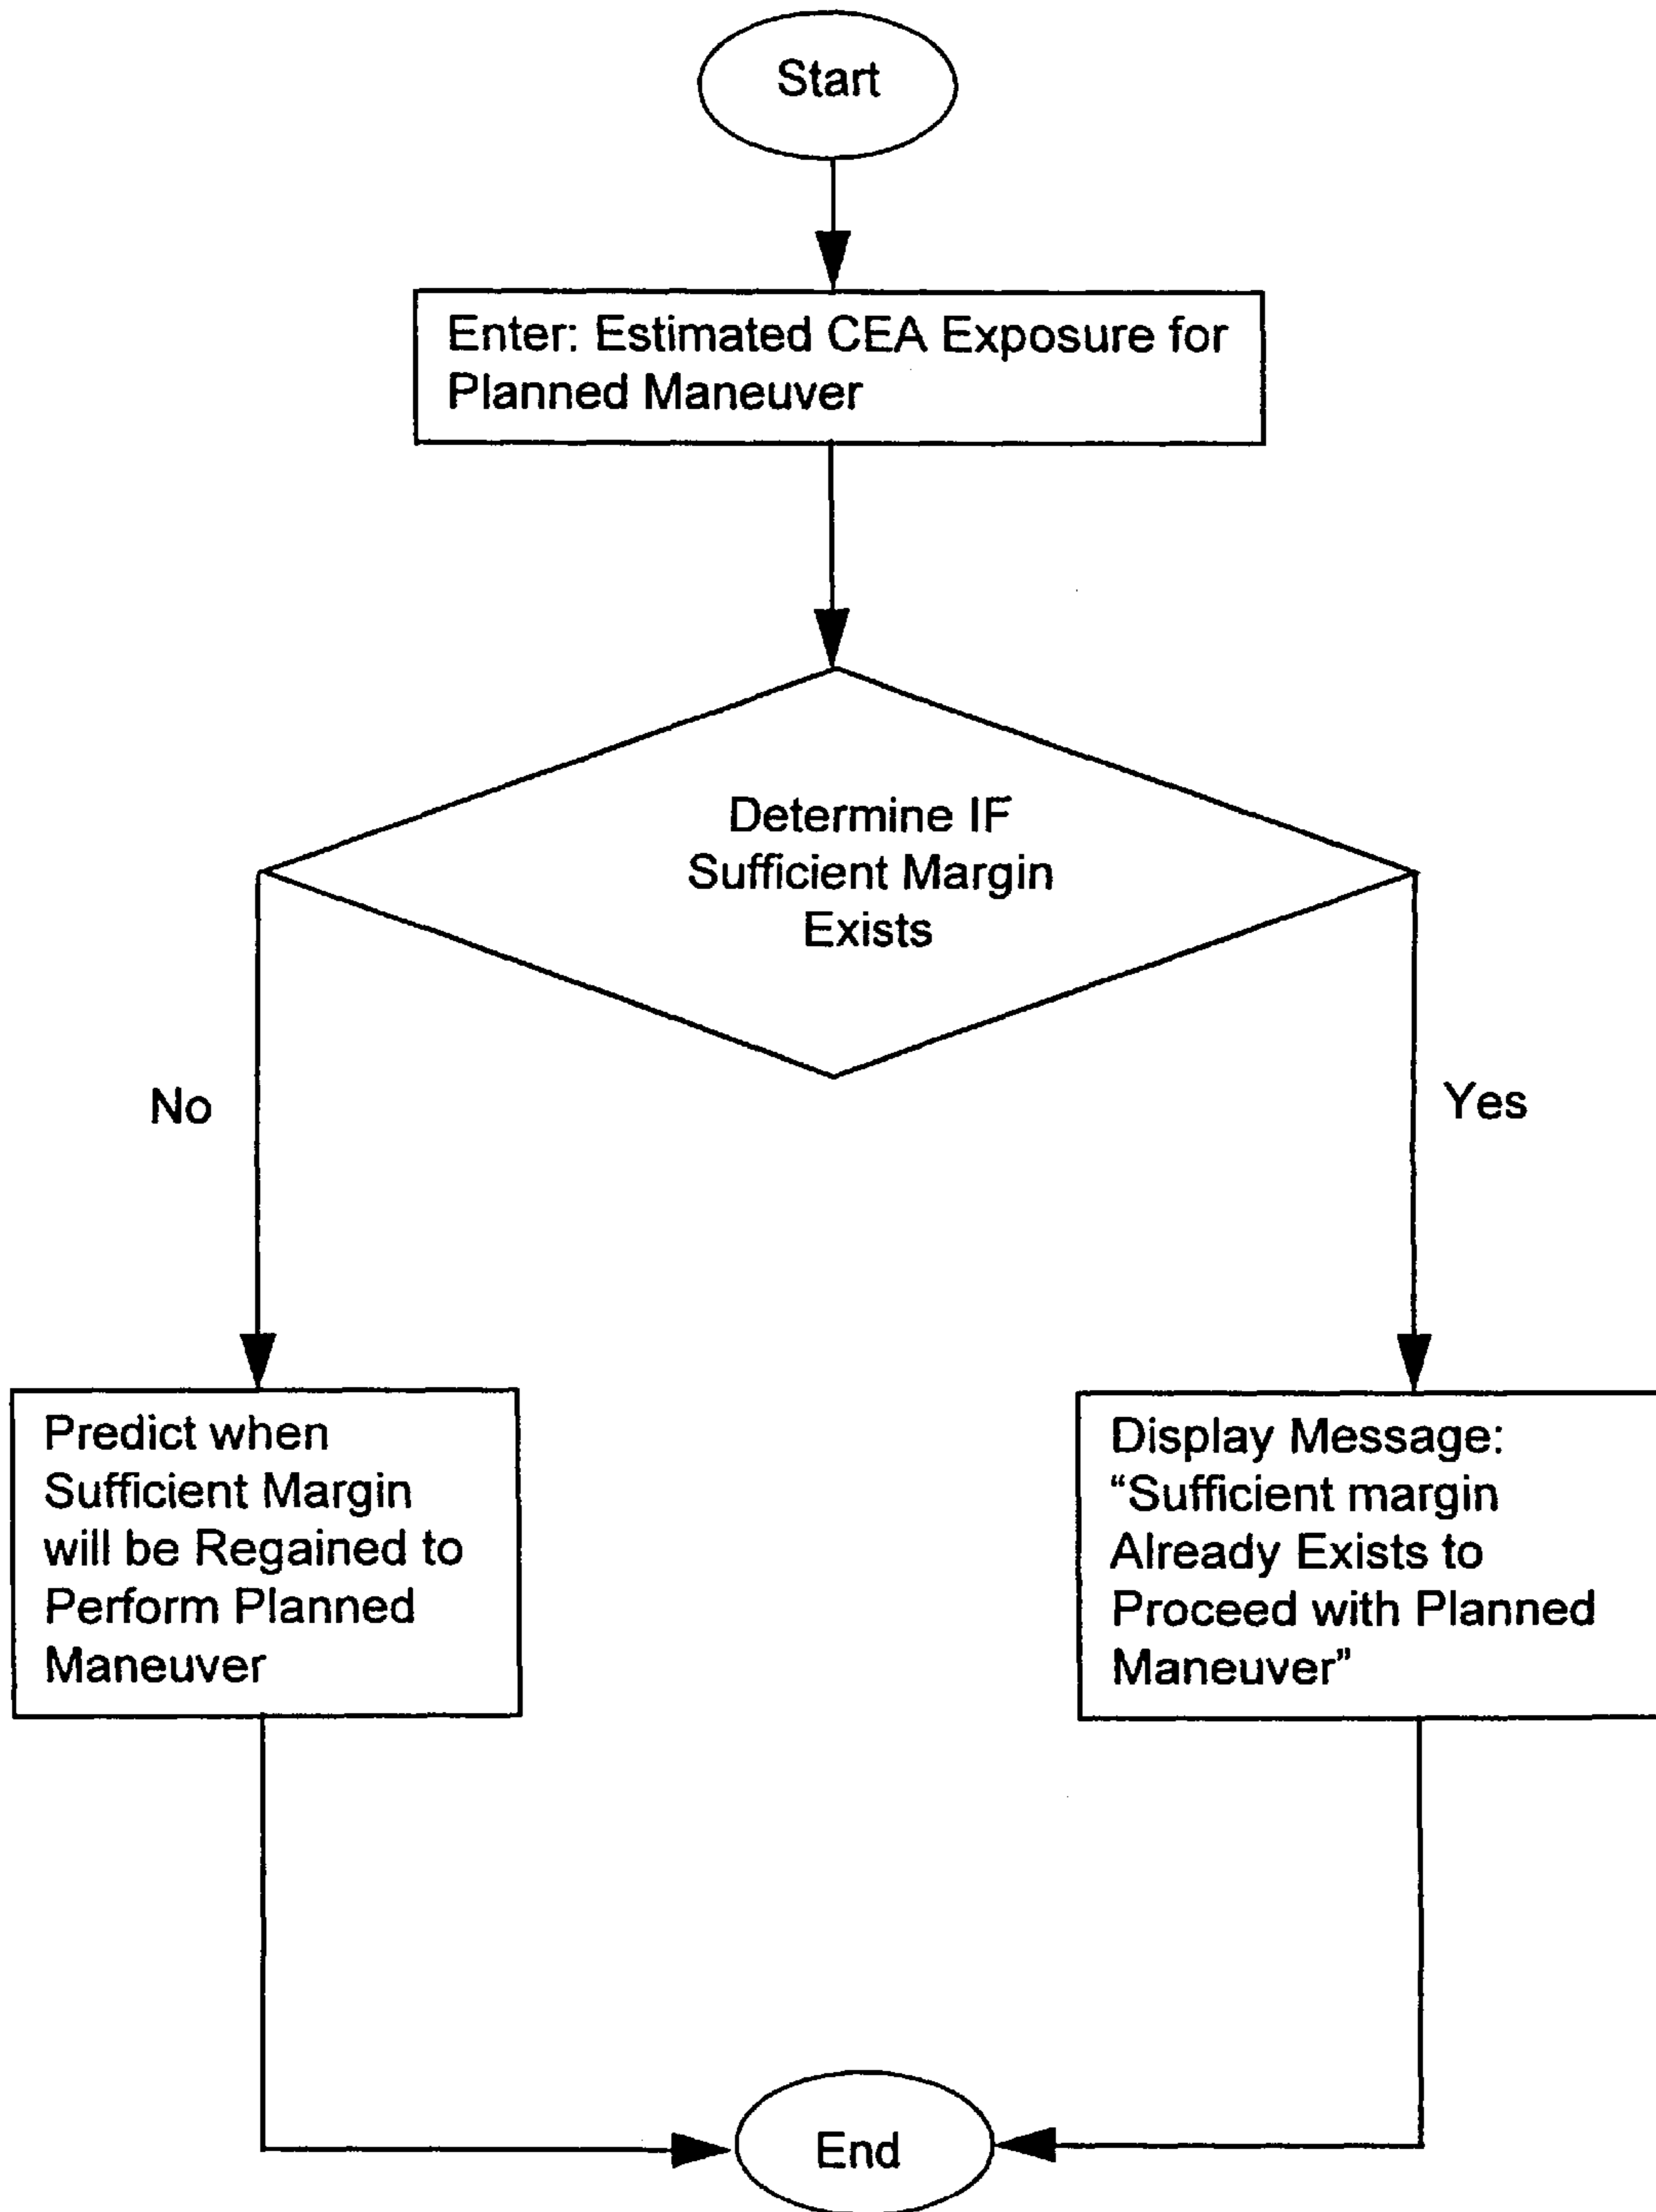 Start
Enter: Estimated CEA Exposure for
Planned Maneuver
Determine IF
Sufficient Margin
Exists
No
Yes
Predict when
Sufficient Margin
will be Regained to
Perform Planned
Maneuver
Display Message:
“Sufficient margin
Already Exists to
Proceed with Planned
Maneuver”
End